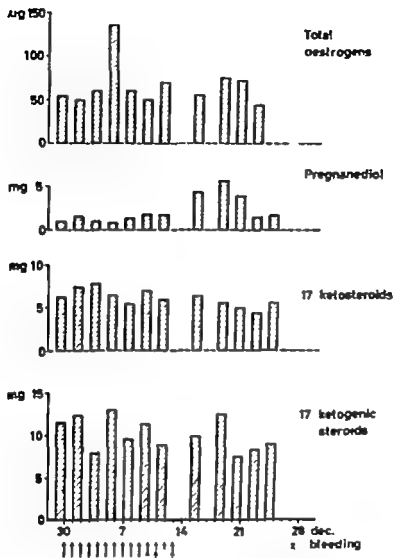 µg 150
Total
oestrogens
100
50
0
Pregnanediol
mg 5
0
mg 10
17 ketosteroids
5
0
mg 15
17 ketogenic
steroids
10
5
0
30 7 14 21 28 dec.
bleeding